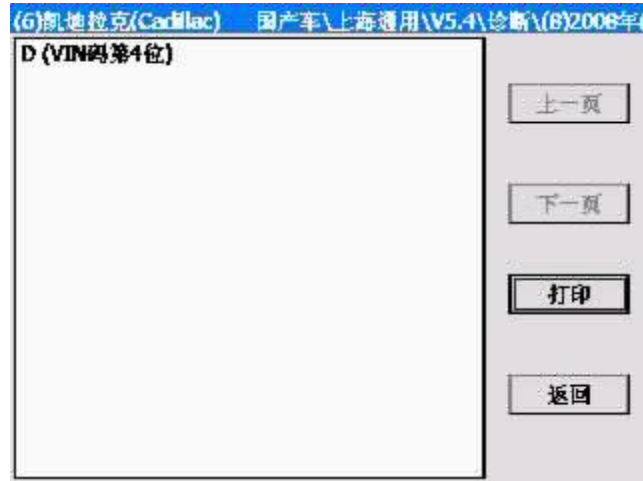 (6)凯迪拉克(Cadillac) 国产车\上海通用\V5.4\诊断\(6)2006年(
D (VIN码第4位)
上一页
下一页
打印
返回